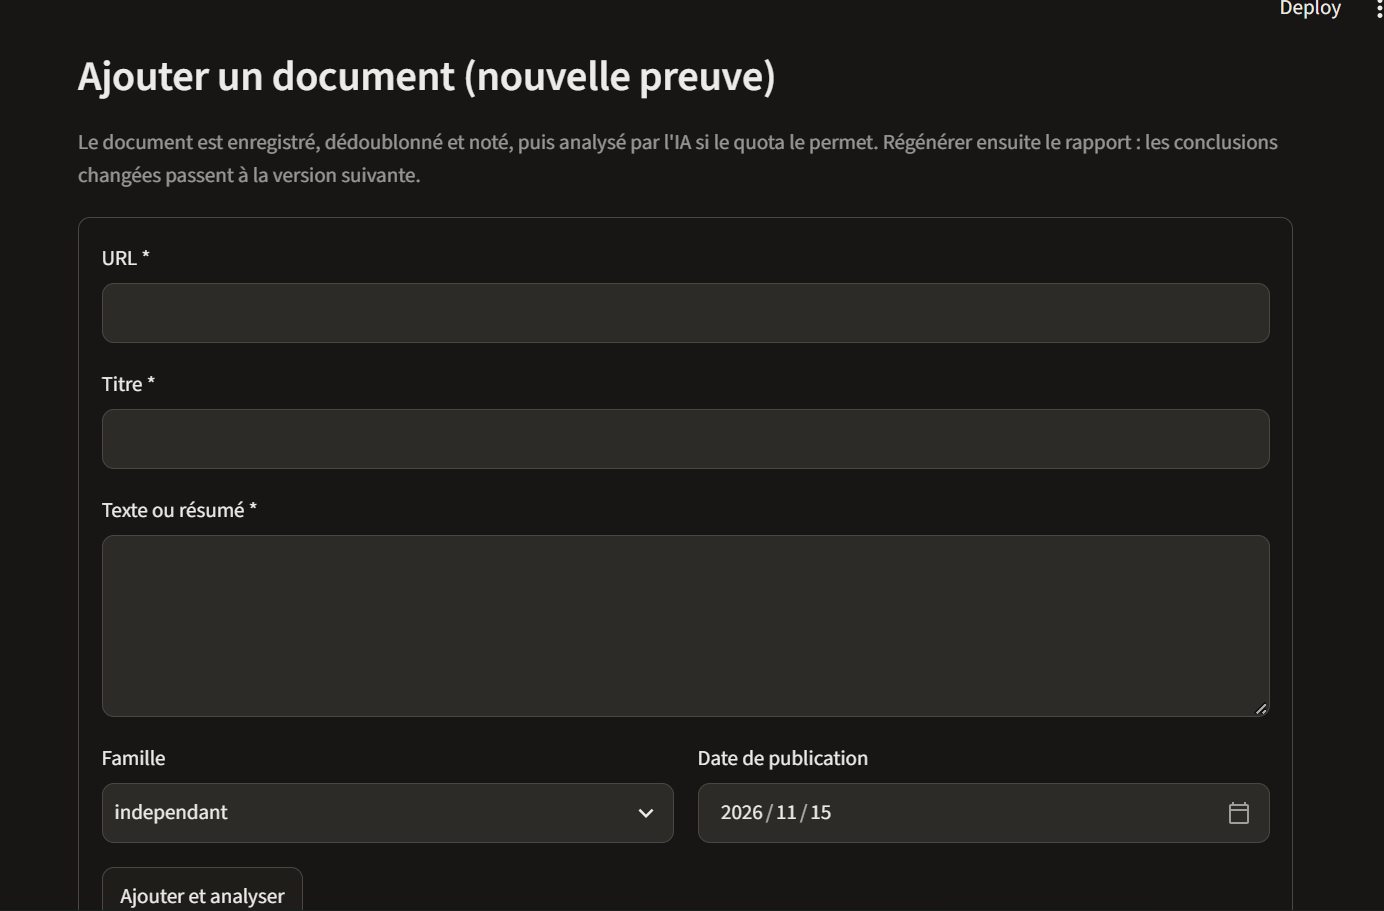 Deploy
Ajouter un document (nouvelle preuve)
Le document est enregistré, dédoublonné et noté, puis analysé par l'IA si le quota le permet. Régénérer ensuite le rapport : les conclusions
changées passent à la version suivante.
URL *
Titre *
Texte ou résumé *
Famille
Date de publication
independant
2026/11/15
Ajouter et analyser